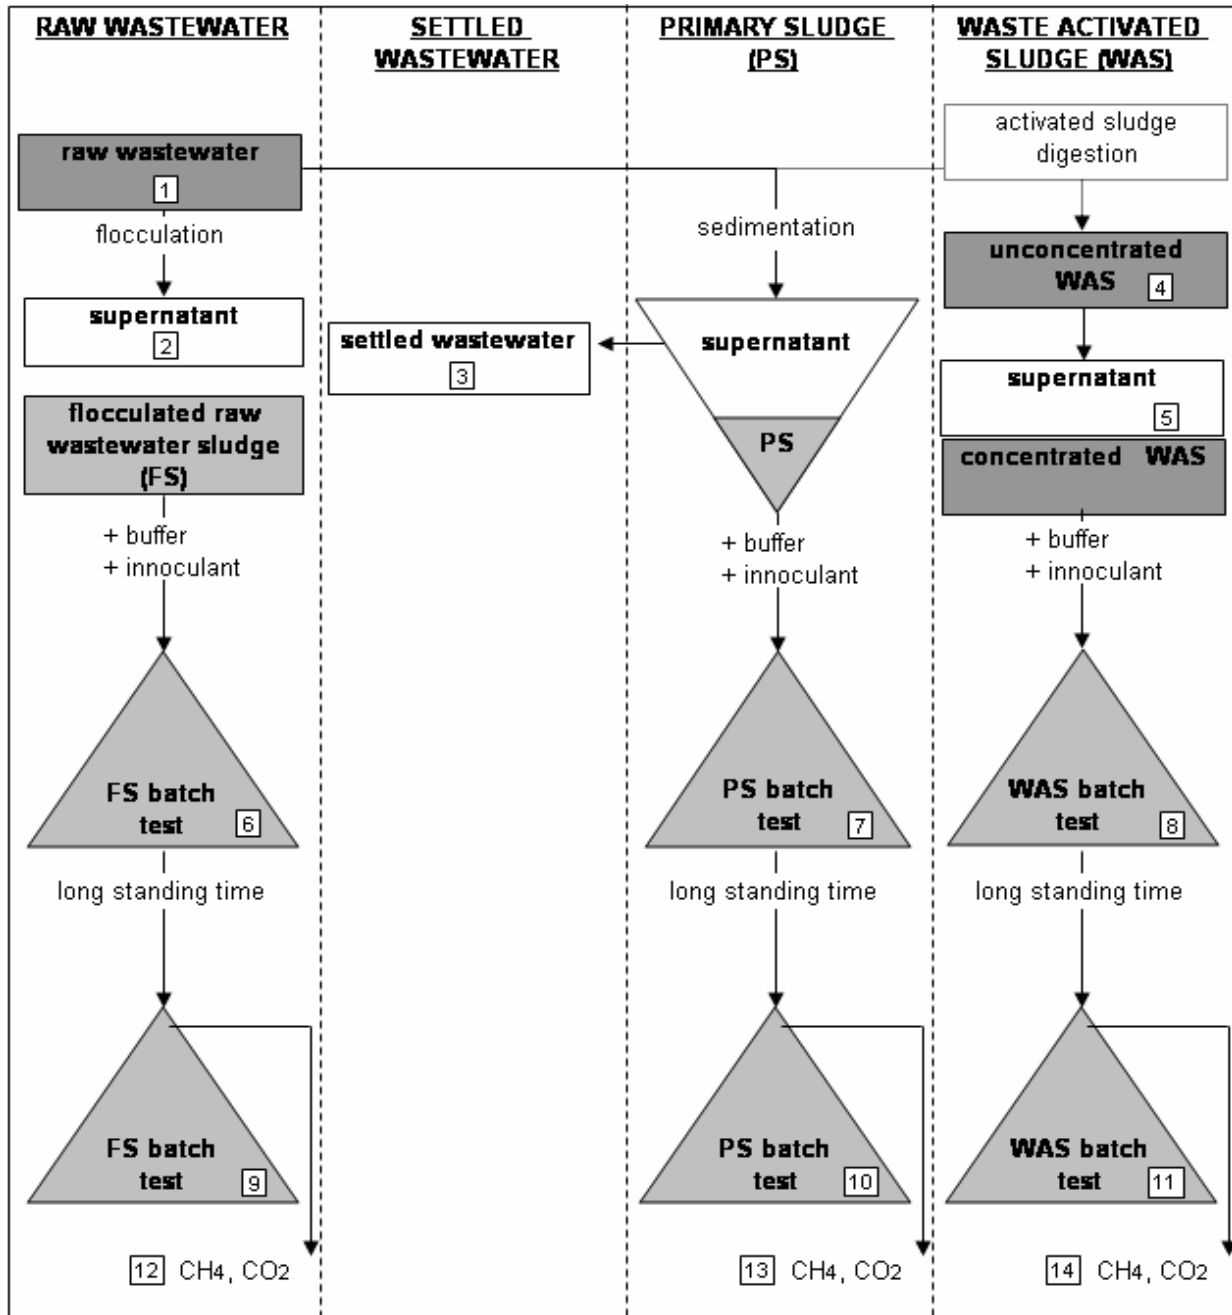 RAW WASTEWATER
SETTLED
WASTEWATER
PRIMARY SLUDGE
(PS)
WASTE ACTIVATED
SLUDGE (WAS)
raw wastewater
1
flocculation
supernatant
2
flocculated raw
wastewater sludge
(FS)
+ buffer
+ innoculant
FS batch
test
6
long standing time
FS batch
test
9
12 CH4, CO2
settled wastewater
3
sedimentation
supernatant
PS
+ buffer
+ innoculant
PS batch
test
7
long standing time
PS batch
test
10
13 CH4, CO2
activated sludge
digestion
unconcentrated
WAS
4
supernatant
5
concentrated WAS
+ buffer
+ innoculant
WAS batch
test
8
long standing time
WAS batch
test
11
14 CH4, CO2